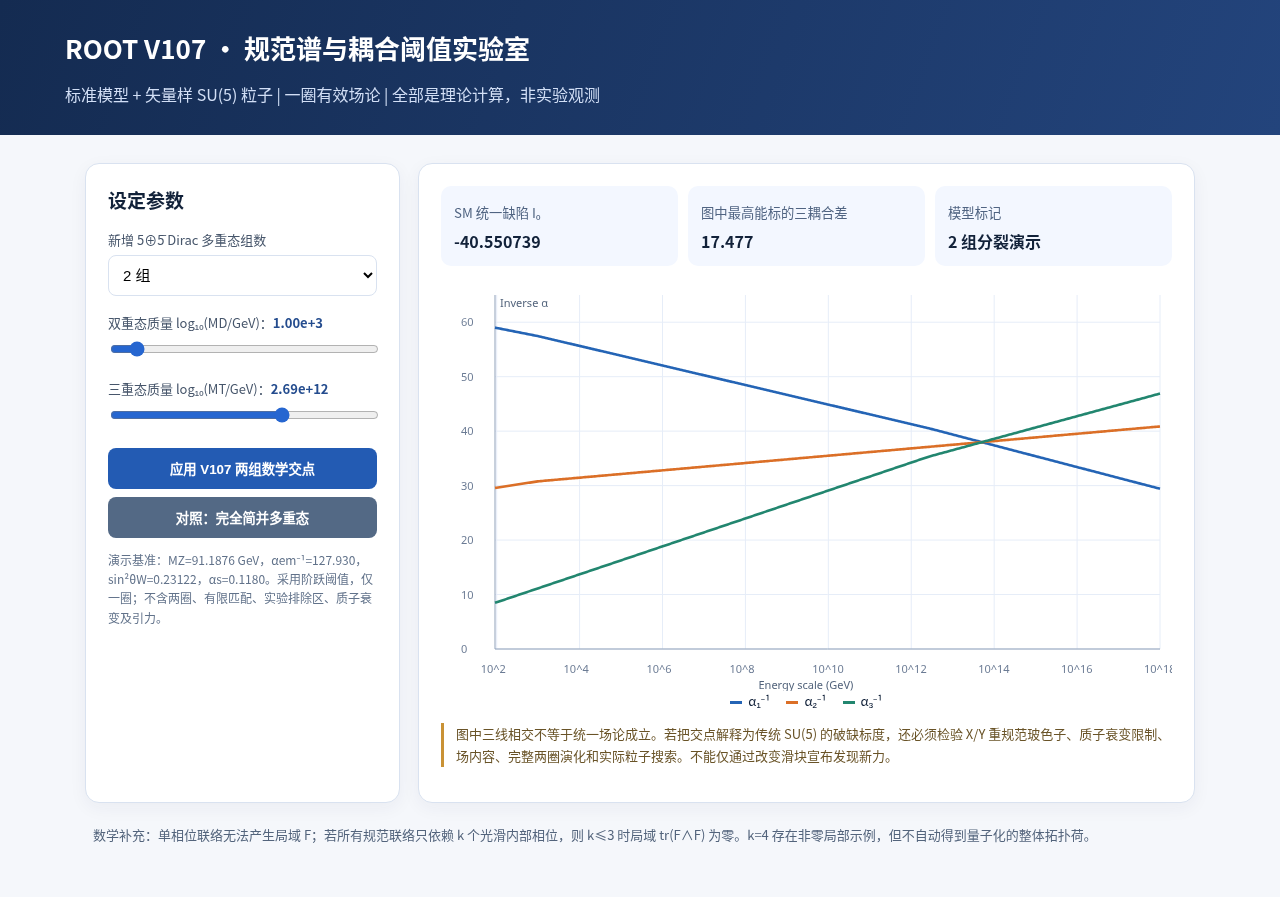 ROOT V107 · 规范谱与耦合阈值实验室
标准模型 + 矢量样 SU(5) 粒子 | 一圈有效场论 | 全部是理论计算，非实验观测
设定参数
新增 5⊕5̄ Dirac 多重态组数
2 组
双重态质量 log₁₀(MD/GeV)：1.00e+3
三重态质量 log₁₀(MT/GeV)：2.69e+12
应用 V107 两组数学交点
对照：完全简并多重态
演示基准：MZ=91.1876 GeV，αem⁻¹=127.930，
sin²θW=0.23122，αs=0.1180。采用阶跃阈值，仅
一圈；不含两圈、有限匹配、实验排除区、质子衰
变及引力。
SM 统一缺陷 I₀
-40.550739
图中最高能标的三耦合差
17.477
模型标记
2 组分裂演示
Inverse α
60
50
40
30
20
10
0
10^2 10^4 10^6 10^8 10^10 10^12 10^14 10^16 10^18
Energy scale (GeV)
α₁⁻¹ α₂⁻¹ α₃⁻¹
图中三线相交不等于统一场论成立。若把交点解释为传统 SU(5) 的破缺标度，还必须检验 X/Y 重规范玻色子、质子衰变限制、
场内容、完整两圈演化和实际粒子搜索。不能仅通过改变滑块宣布发现新力。
数学补充：单相位联络无法产生局域 F；若所有规范联络只依赖 k 个光滑内部相位，则 k⩽3 时局域 tr(F∧F) 为零。k=4 存在非零局部示例，但不自动得到量子化的整体拓扑荷。